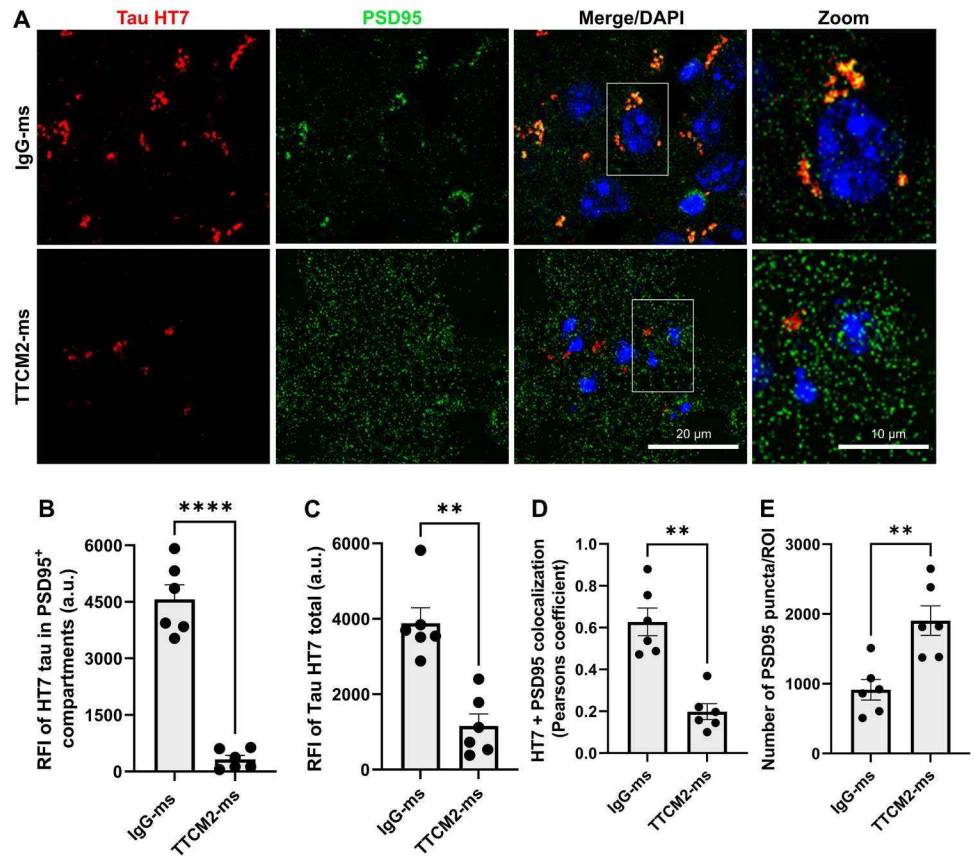 A
Tau HT7
PSD95
Merge/DAPI
Zoom
IgG-ms
TTCM2-ms
20 µm
10 µm
B
****
RFI of HT7 tau in PSD95⁺
compartments (a.u.)
6000
4500
3000
1500
0
IgG-ms
TTCM2-ms
C
**
RFI of Tau HT7 total (a.u.)
6000
4000
2000
0
IgG-ms
TTCM2-ms
D
**
HT7 + PSD95 colocalization
(Pearsons coefficient)
1.0
0.8
0.6
0.4
0.2
0.0
IgG-ms
TTCM2-ms
E
**
Number of PSD95 puncta/ROI
3000
2000
1000
0
IgG-ms
TTCM2-ms